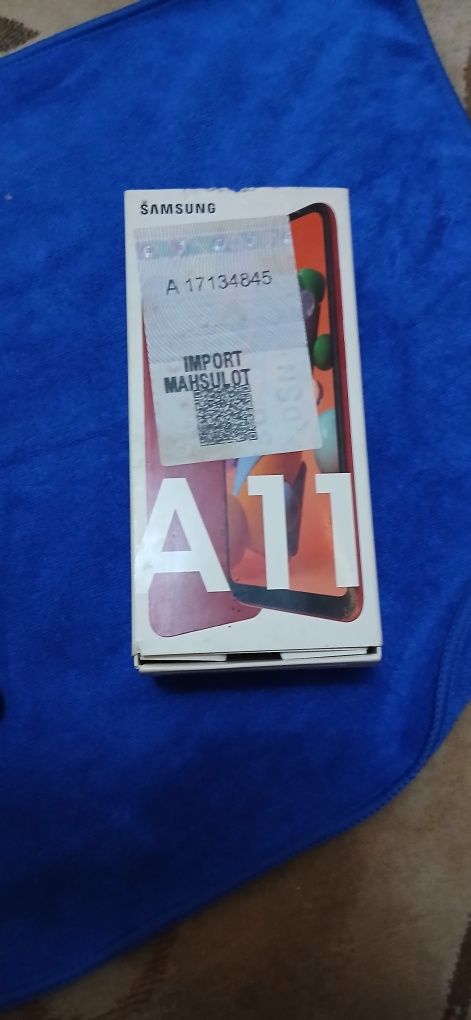 SAMSUNG
A 17134845
IMPORT
MAHSULOT
A11